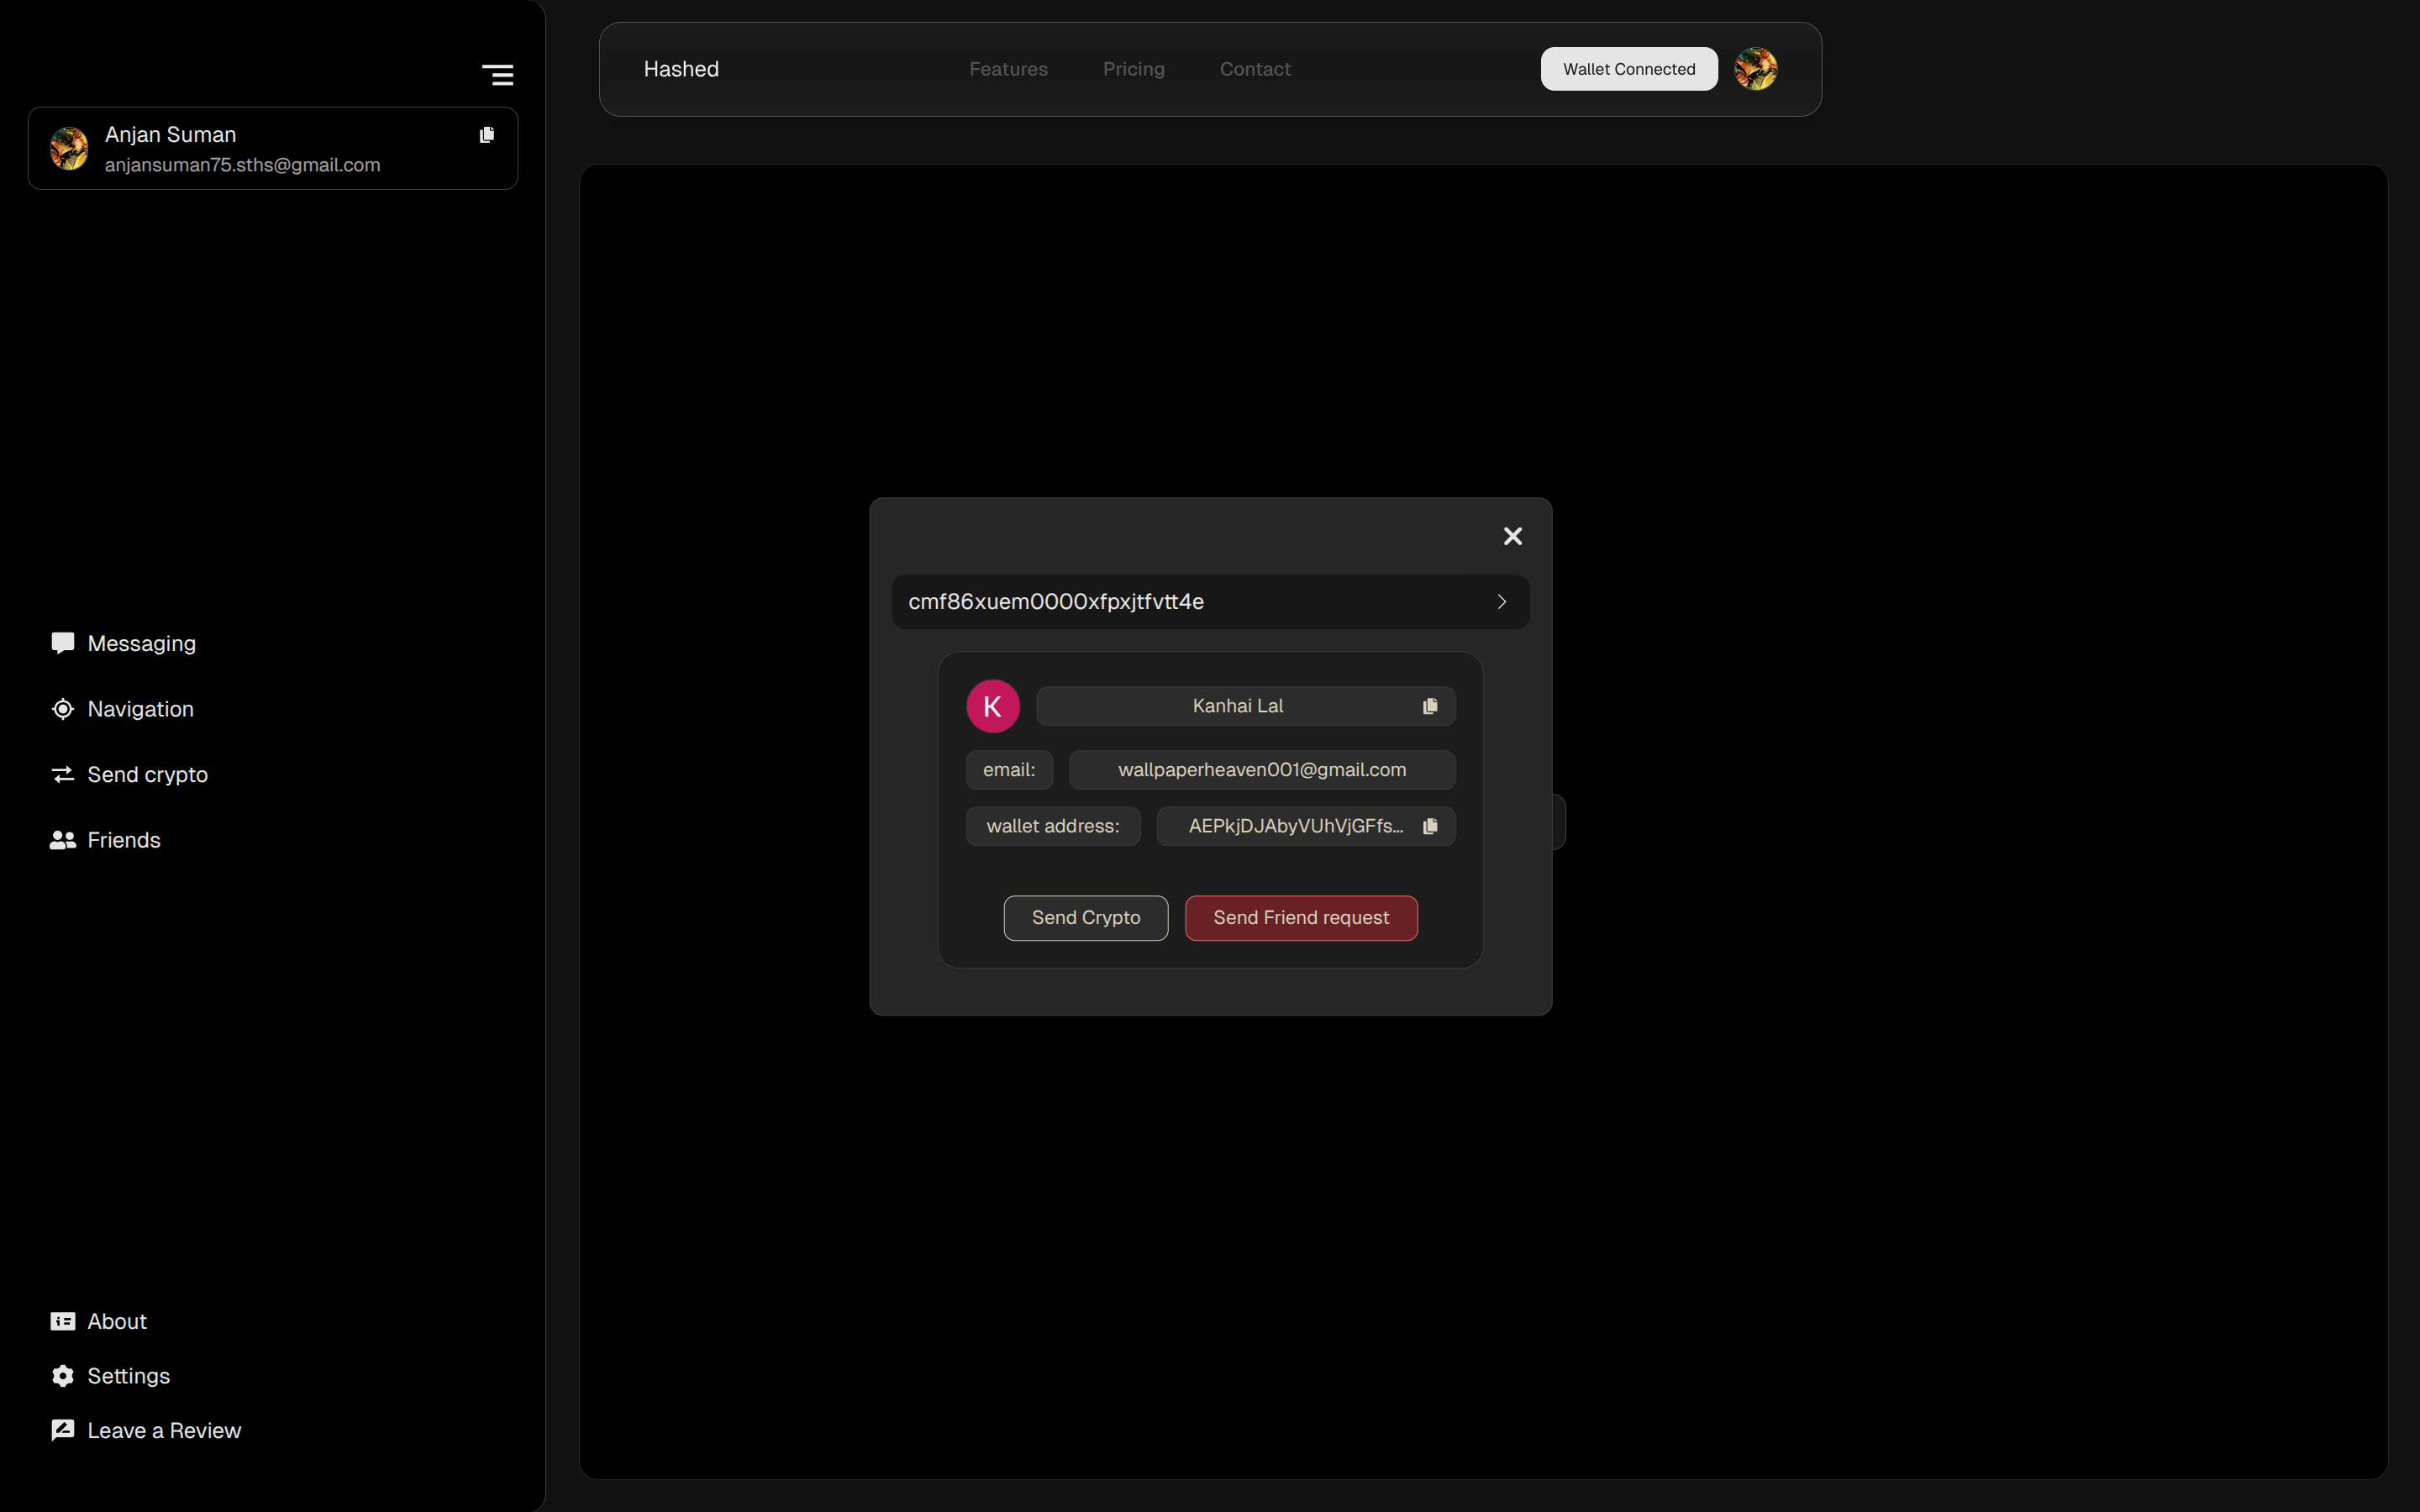 Hashed
Features
Pricing
Contact
Wallet Connected
Anjan Suman
anjansuman75.sths@gmail.com
Messaging
Navigation
Send crypto
Friends
About
Settings
Leave a Review
cmf86xuem0000xfpxjtfvtt4e
K
Kanhai Lal
email:
wallpaperheaven001@gmail.com
wallet address:
AEPkjDJAbyVUhVjGFfs...
Send Crypto
Send Friend request